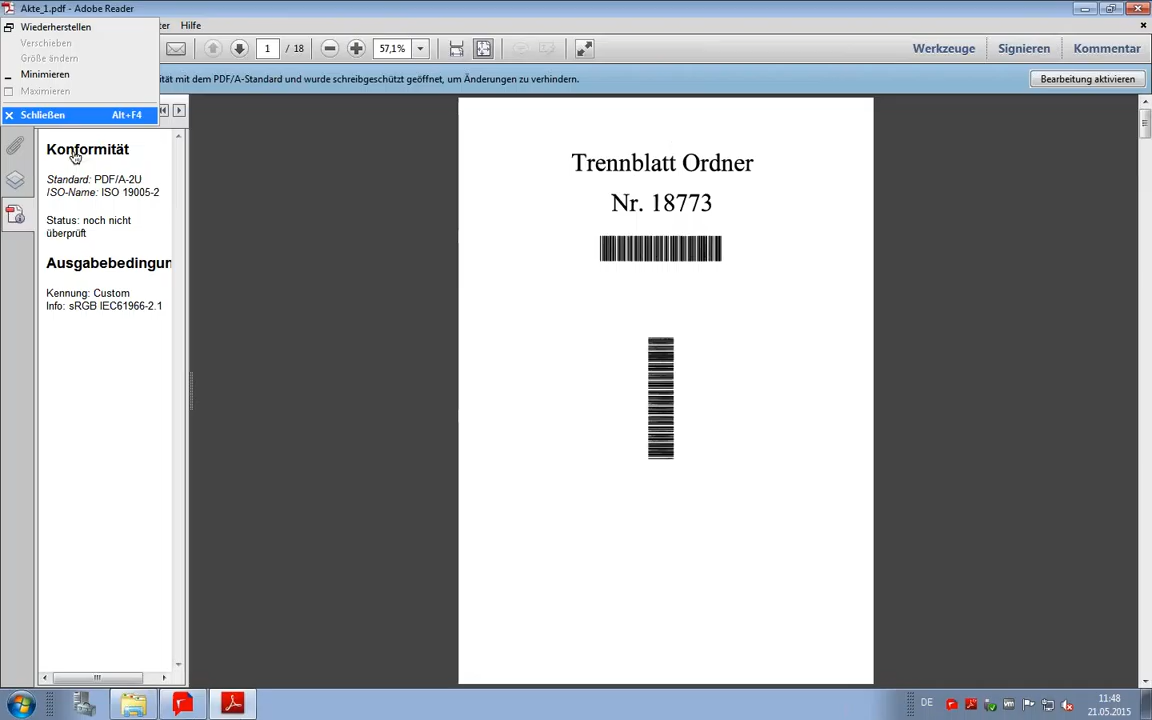 Akte_1.pdf - Adobe Reader
Wiederherstellen
Verschieben
Größe ändern
Minimieren
Maximieren
Schließen Alt+F4
ter Hilfe
1 / 18 57,1%
Werkzeuge Signieren Kommentar
ität mit dem PDF/A-Standard und wurde schreibgeschützt geöffnet, um Änderungen zu verhindern.
Bearbeitung aktivieren
Konformität
Standard: PDF/A-2U
ISO-Name: ISO 19005-2
Status: noch nicht
überprüft
Ausgabebedingun
Kennung: Custom
Info: sRGB IEC61966-2.1
Trennblatt Ordner
Nr. 18773
DE
11:48
21.05.2015